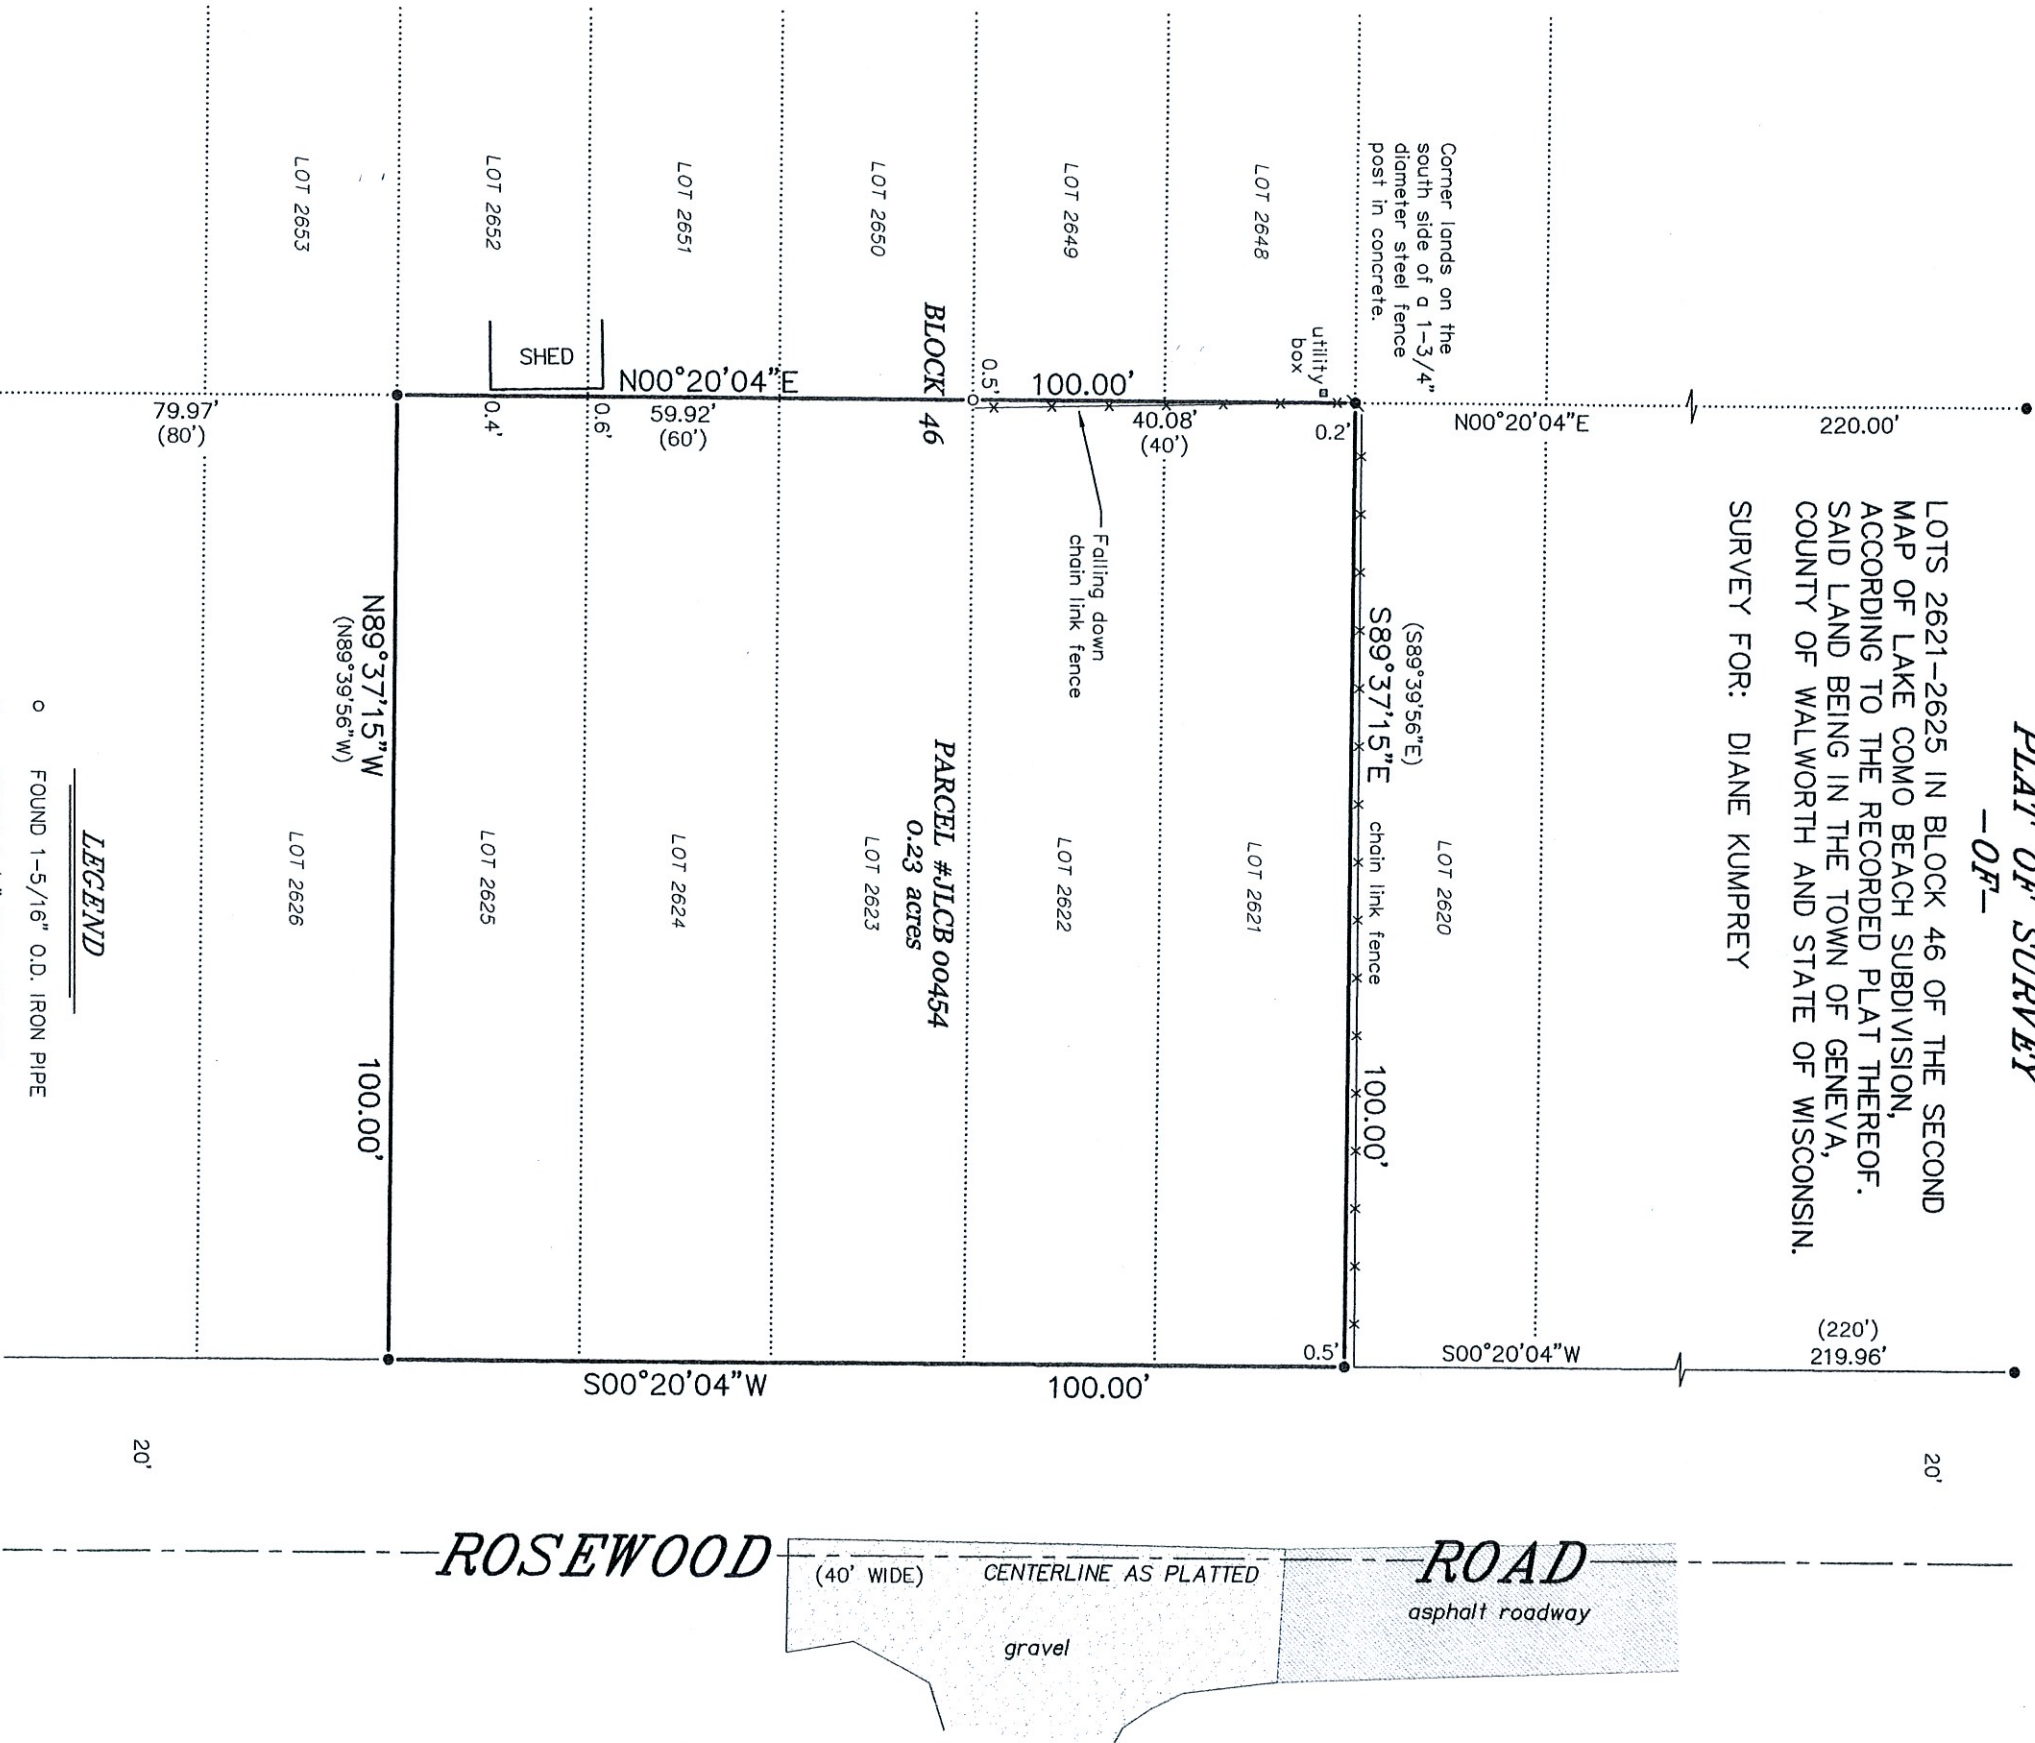 PLAT OF SURVEY
-OF-
LOTS 2621-2625 IN BLOCK 46 OF THE SECOND
MAP OF LAKE COMO BEACH SUBDIVISION,
ACCORDING TO THE RECORDED PLAT THEREOF.
SAID LAND BEING IN THE TOWN OF GENEVA,
COUNTY OF WALWORTH AND STATE OF WISCONSIN.
SURVEY FOR: DIANE KUMPREY
220.00'
(220')
219.96'
N00°20'04"E
S00°20'04"W
Corner lands on the
south side of a 1-3/4"
diameter steel fence
post in concrete.
LOT 2620
(S89°39'56"E)
S89°37'15"E
100.00'
chain link fence
0.2'
0.5'
utility
box
LOT 2648
LOT 2621
40.08'
(40')
100.00'
Falling down
chain link fence
LOT 2649
LOT 2622
0.5'
BLOCK 46
PARCEL #JLCB 00454
0.23 acres
LOT 2650
LOT 2623
N00°20'04"E
59.92'
(60')
LOT 2651
LOT 2624
0.6'
SHED
0.4'
LOT 2652
LOT 2625
S00°20'04"W
100.00'
N89°37'15"W
(N89°39'56"W)
100.00'
LOT 2653
LOT 2626
79.97'
(80')
20'
20'
ROSEWOOD ROAD
(40' WIDE)
CENTERLINE AS PLATTED
asphalt roadway
gravel
LEGEND
o FOUND 1-5/16" O.D. IRON PIPE